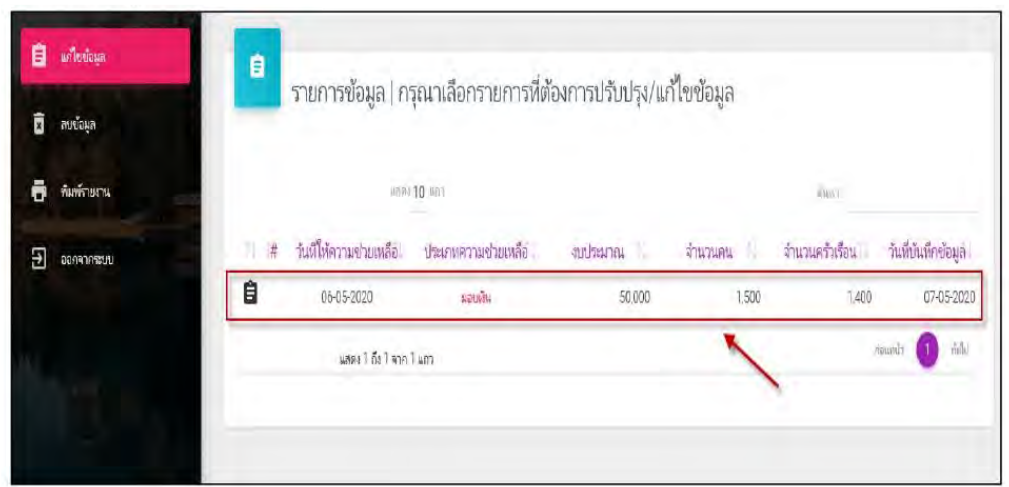 แก้ไขข้อมูล
ลบข้อมูล
พิมพ์รายงาน
ออกจากระบบ
รายการข้อมูล | กรุณาเลือกรายการที่ต้องการปรับปรุง/แก้ไขข้อมูล
แสดง 10 แถว ค้นหา
# วันที่ให้ความช่วยเหลือ ประเภทความช่วยเหลือ งบประมาณ จำนวนคน จำนวนครัวเรือน วันที่บันทึกข้อมูล
06-05-2020 50,000 1,500 1,400 07-05-2020
แสดง 1 ถึง 1 จาก 1 แถว ก่อนหน้า 1 ถัดไป